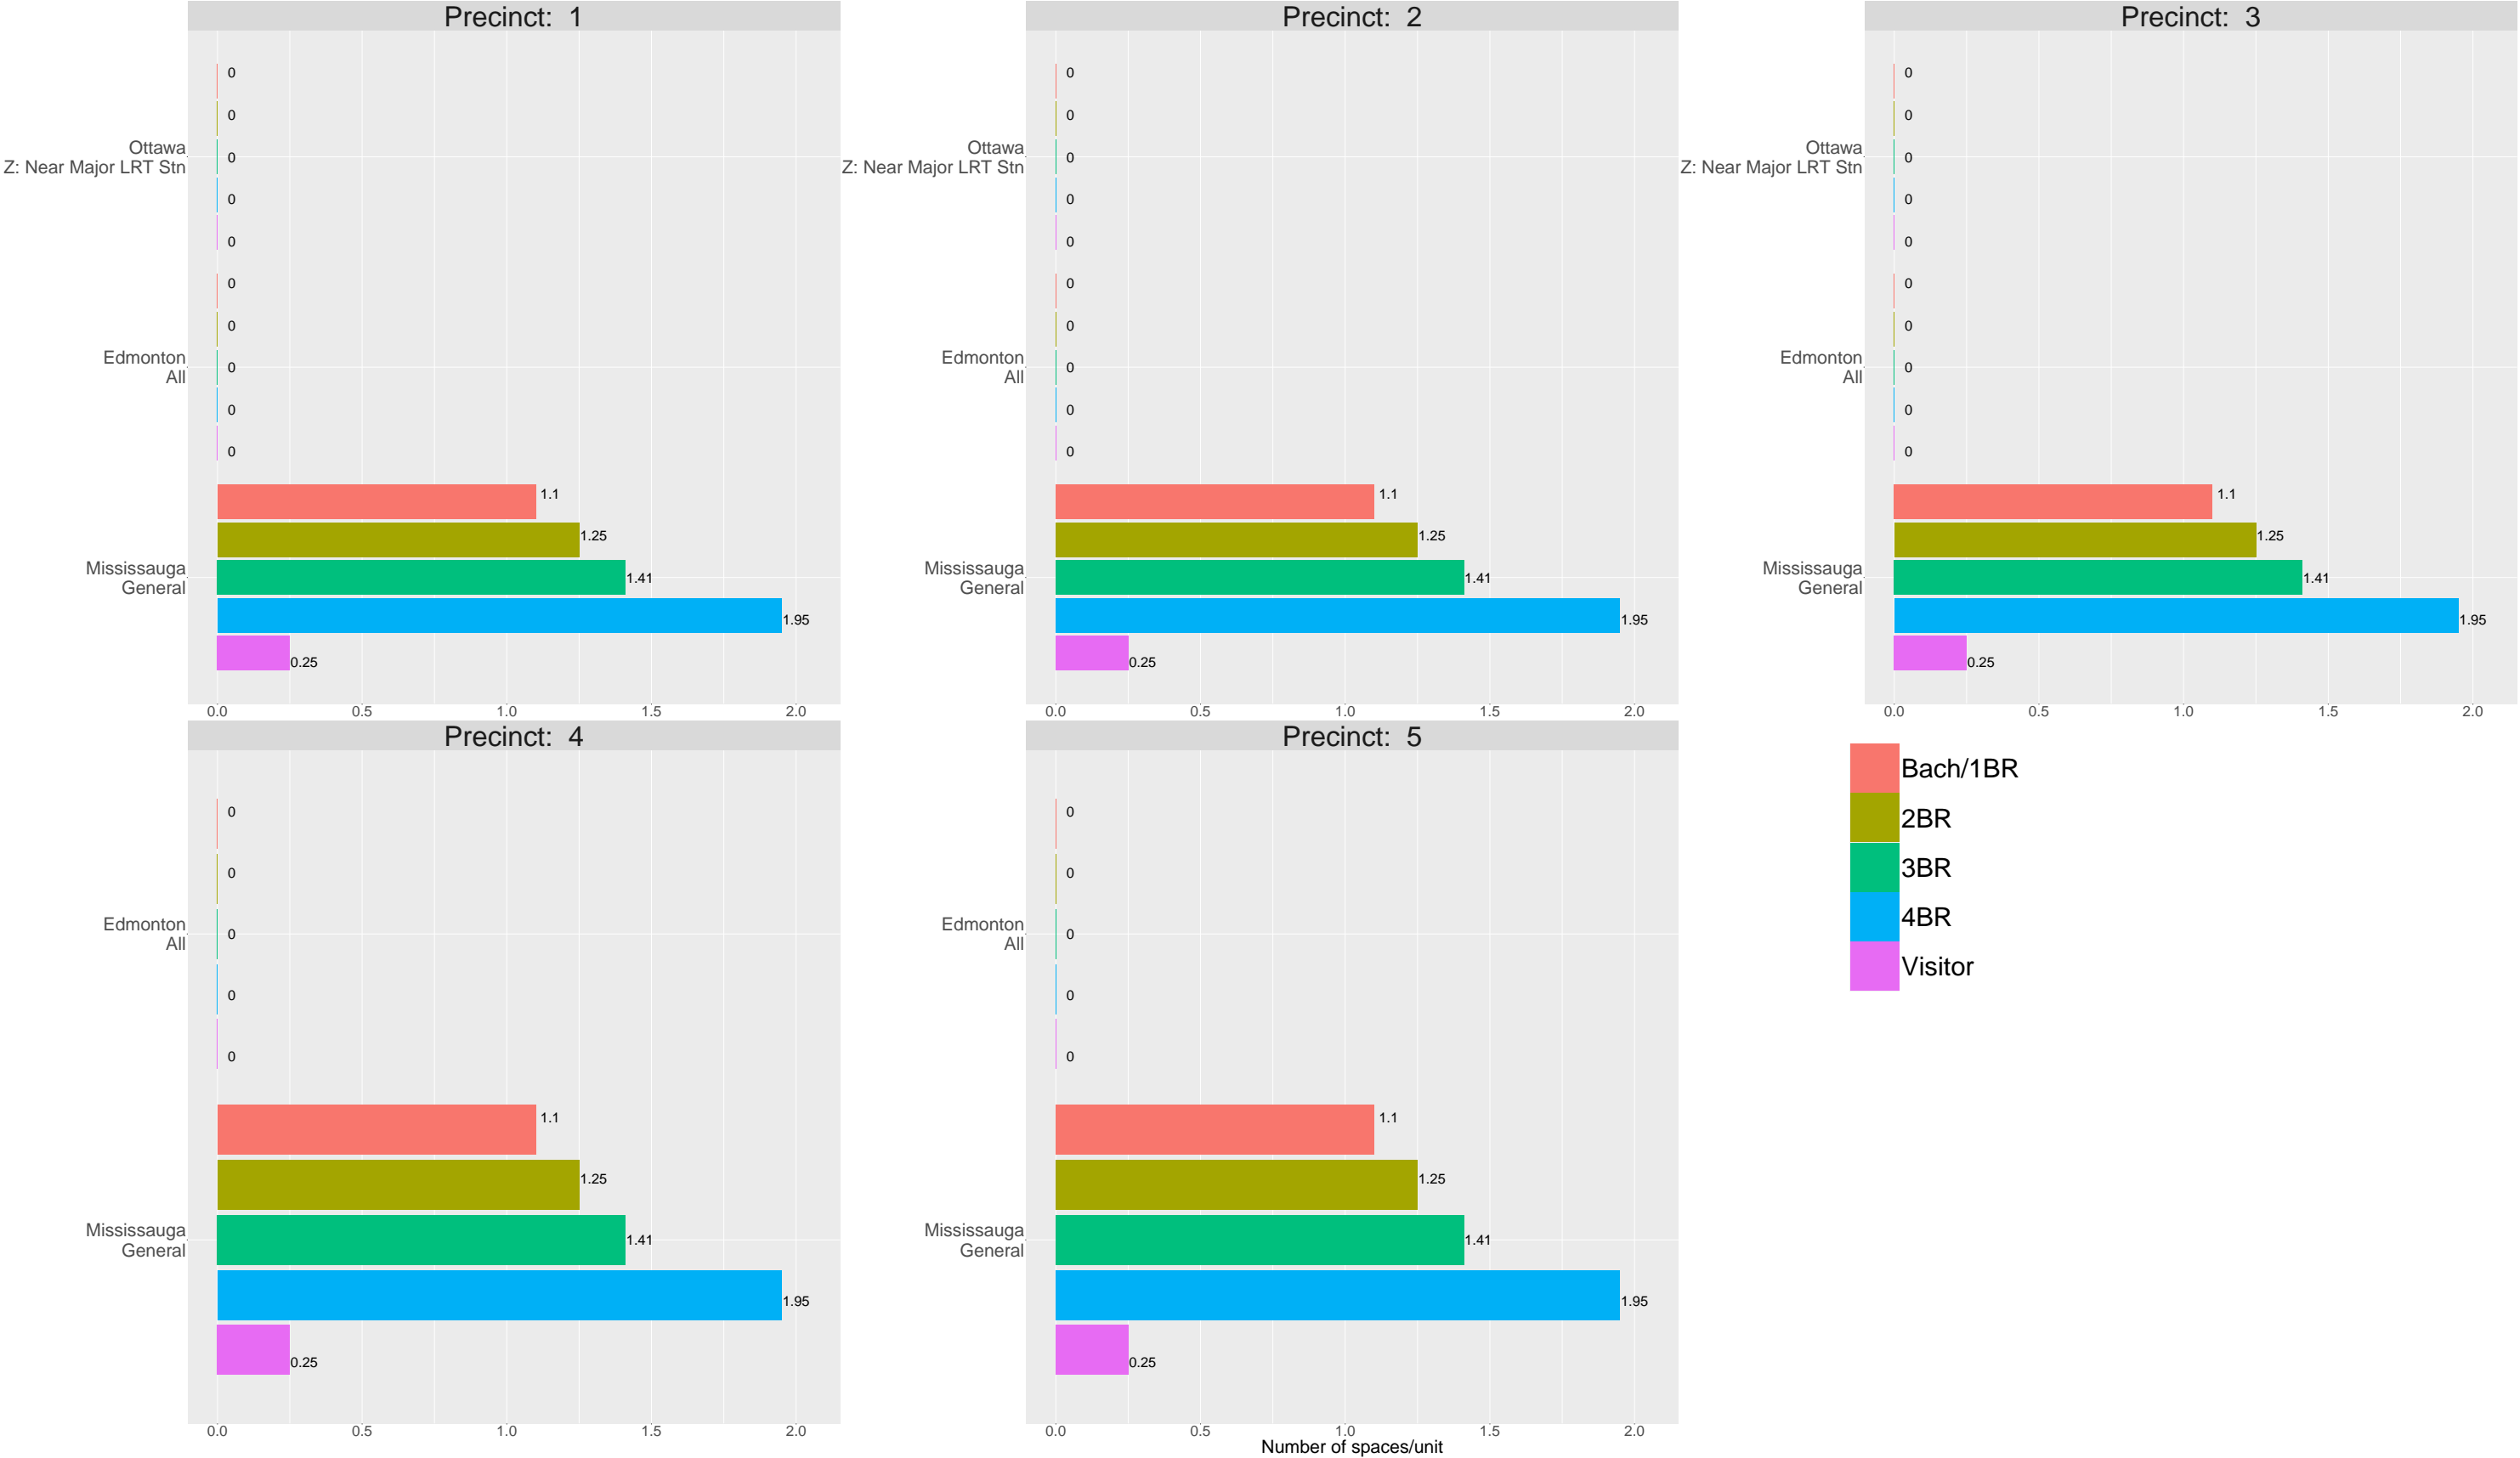 Precinct: 1
0
0
Ottawa
Z: Near Major LRT Stn
0
0
0
0
0
Edmonton
All
0
0
0
1.1
1.25
Mississauga
General
1.41
1.95
0.25
0.0 0.5 1.0 1.5 2.0
Precinct: 2
0
0
Ottawa
Z: Near Major LRT Stn
0
0
0
0
0
Edmonton
All
0
0
0
1.1
1.25
Mississauga
General
1.41
1.95
0.25
0.0 0.5 1.0 1.5 2.0
Precinct: 3
0
0
Ottawa
Z: Near Major LRT Stn
0
0
0
0
0
Edmonton
All
0
0
0
1.1
1.25
Mississauga
General
1.41
1.95
0.25
0.0 0.5 1.0 1.5 2.0
Precinct: 4
0
0
Edmonton
All
0
0
0
1.1
1.25
Mississauga
General
1.41
1.95
0.25
0.0 0.5 1.0 1.5 2.0
Precinct: 5
0
0
Edmonton
All
0
0
0
1.1
1.25
Mississauga
General
1.41
1.95
0.25
0.0 0.5 1.0 1.5 2.0
Number of spaces/unit
Bach/1BR
2BR
3BR
4BR
Visitor